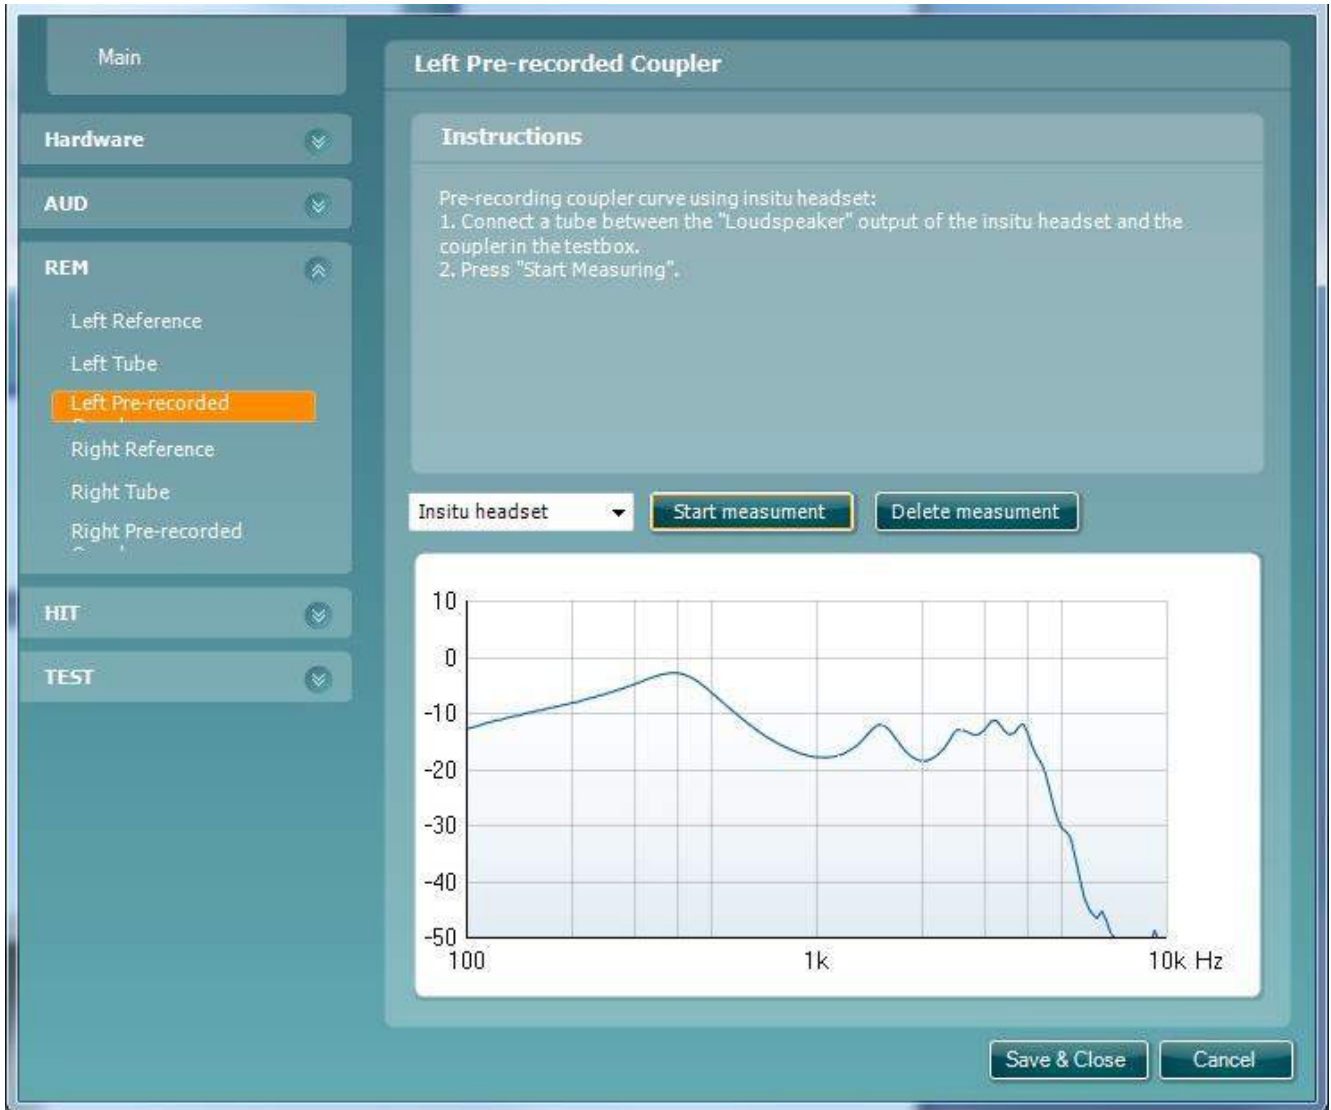 Main
Hardware
AUD
REM
Left Reference
Left Tube
Left Pre-recorded
Right Reference
Right Tube
Right Pre-recorded
HIT
TEST
Left Pre-recorded Coupler
Instructions
Pre-recording coupler curve using insitu headset:
1. Connect a tube between the "Loudspeaker" output of the insitu headset and the
coupler in the testbox.
2. Press "Start Measuring".
Insitu headset
Start measument
Delete measument
10
0
-10
-20
-30
-40
-50
100
1k
10k Hz
Save & Close
Cancel